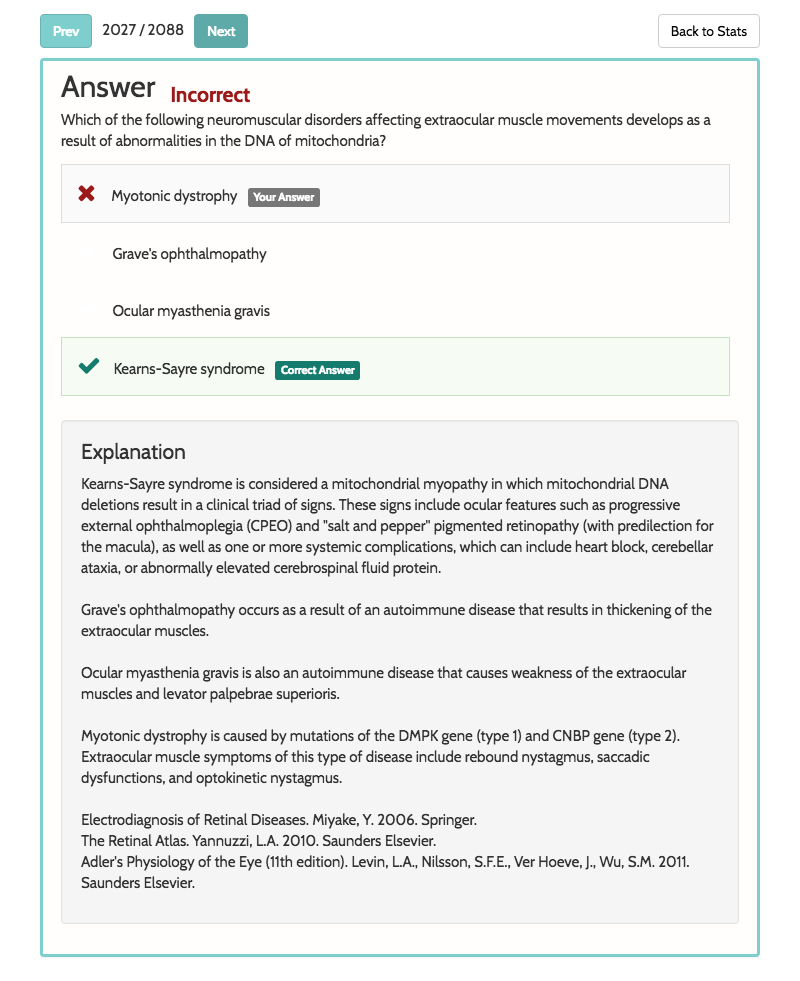 Prev 2027 / 2088 Next Back to Stats
Answer Incorrect
Which of the following neuromuscular disorders affecting extraocular muscle movements develops as a
result of abnormalities in the DNA of mitochondria?
Myotonic dystrophy Your Answer
Grave's ophthalmopathy
Ocular myasthenia gravis
Kearns-Sayre syndrome Correct Answer
Explanation
Kearns-Sayre syndrome is considered a mitochondrial myopathy in which mitochondrial DNA
deletions result in a clinical triad of signs. These signs include ocular features such as progressive
external ophthalmoplegia (CPEO) and "salt and pepper" pigmented retinopathy (with predilection for
the macula), as well as one or more systemic complications, which can include heart block, cerebellar
ataxia, or abnormally elevated cerebrospinal fluid protein.
Grave's ophthalmopathy occurs as a result of an autoimmune disease that results in thickening of the
extraocular muscles.
Ocular myasthenia gravis is also an autoimmune disease that causes weakness of the extraocular
muscles and levator palpebrae superioris.
Myotonic dystrophy is caused by mutations of the DMPK gene (type 1) and CNBP gene (type 2).
Extraocular muscle symptoms of this type of disease include rebound nystagmus, saccadic
dysfunctions, and optokinetic nystagmus.
Electrodiagnosis of Retinal Diseases. Miyake, Y. 2006. Springer.
The Retinal Atlas. Yannuzzi, L.A. 2010. Saunders Elsevier.
Adler's Physiology of the Eye (11th edition). Levin, L.A., Nilsson, S.F.E., Ver Hoeve, J., Wu, S.M. 2011.
Saunders Elsevier.